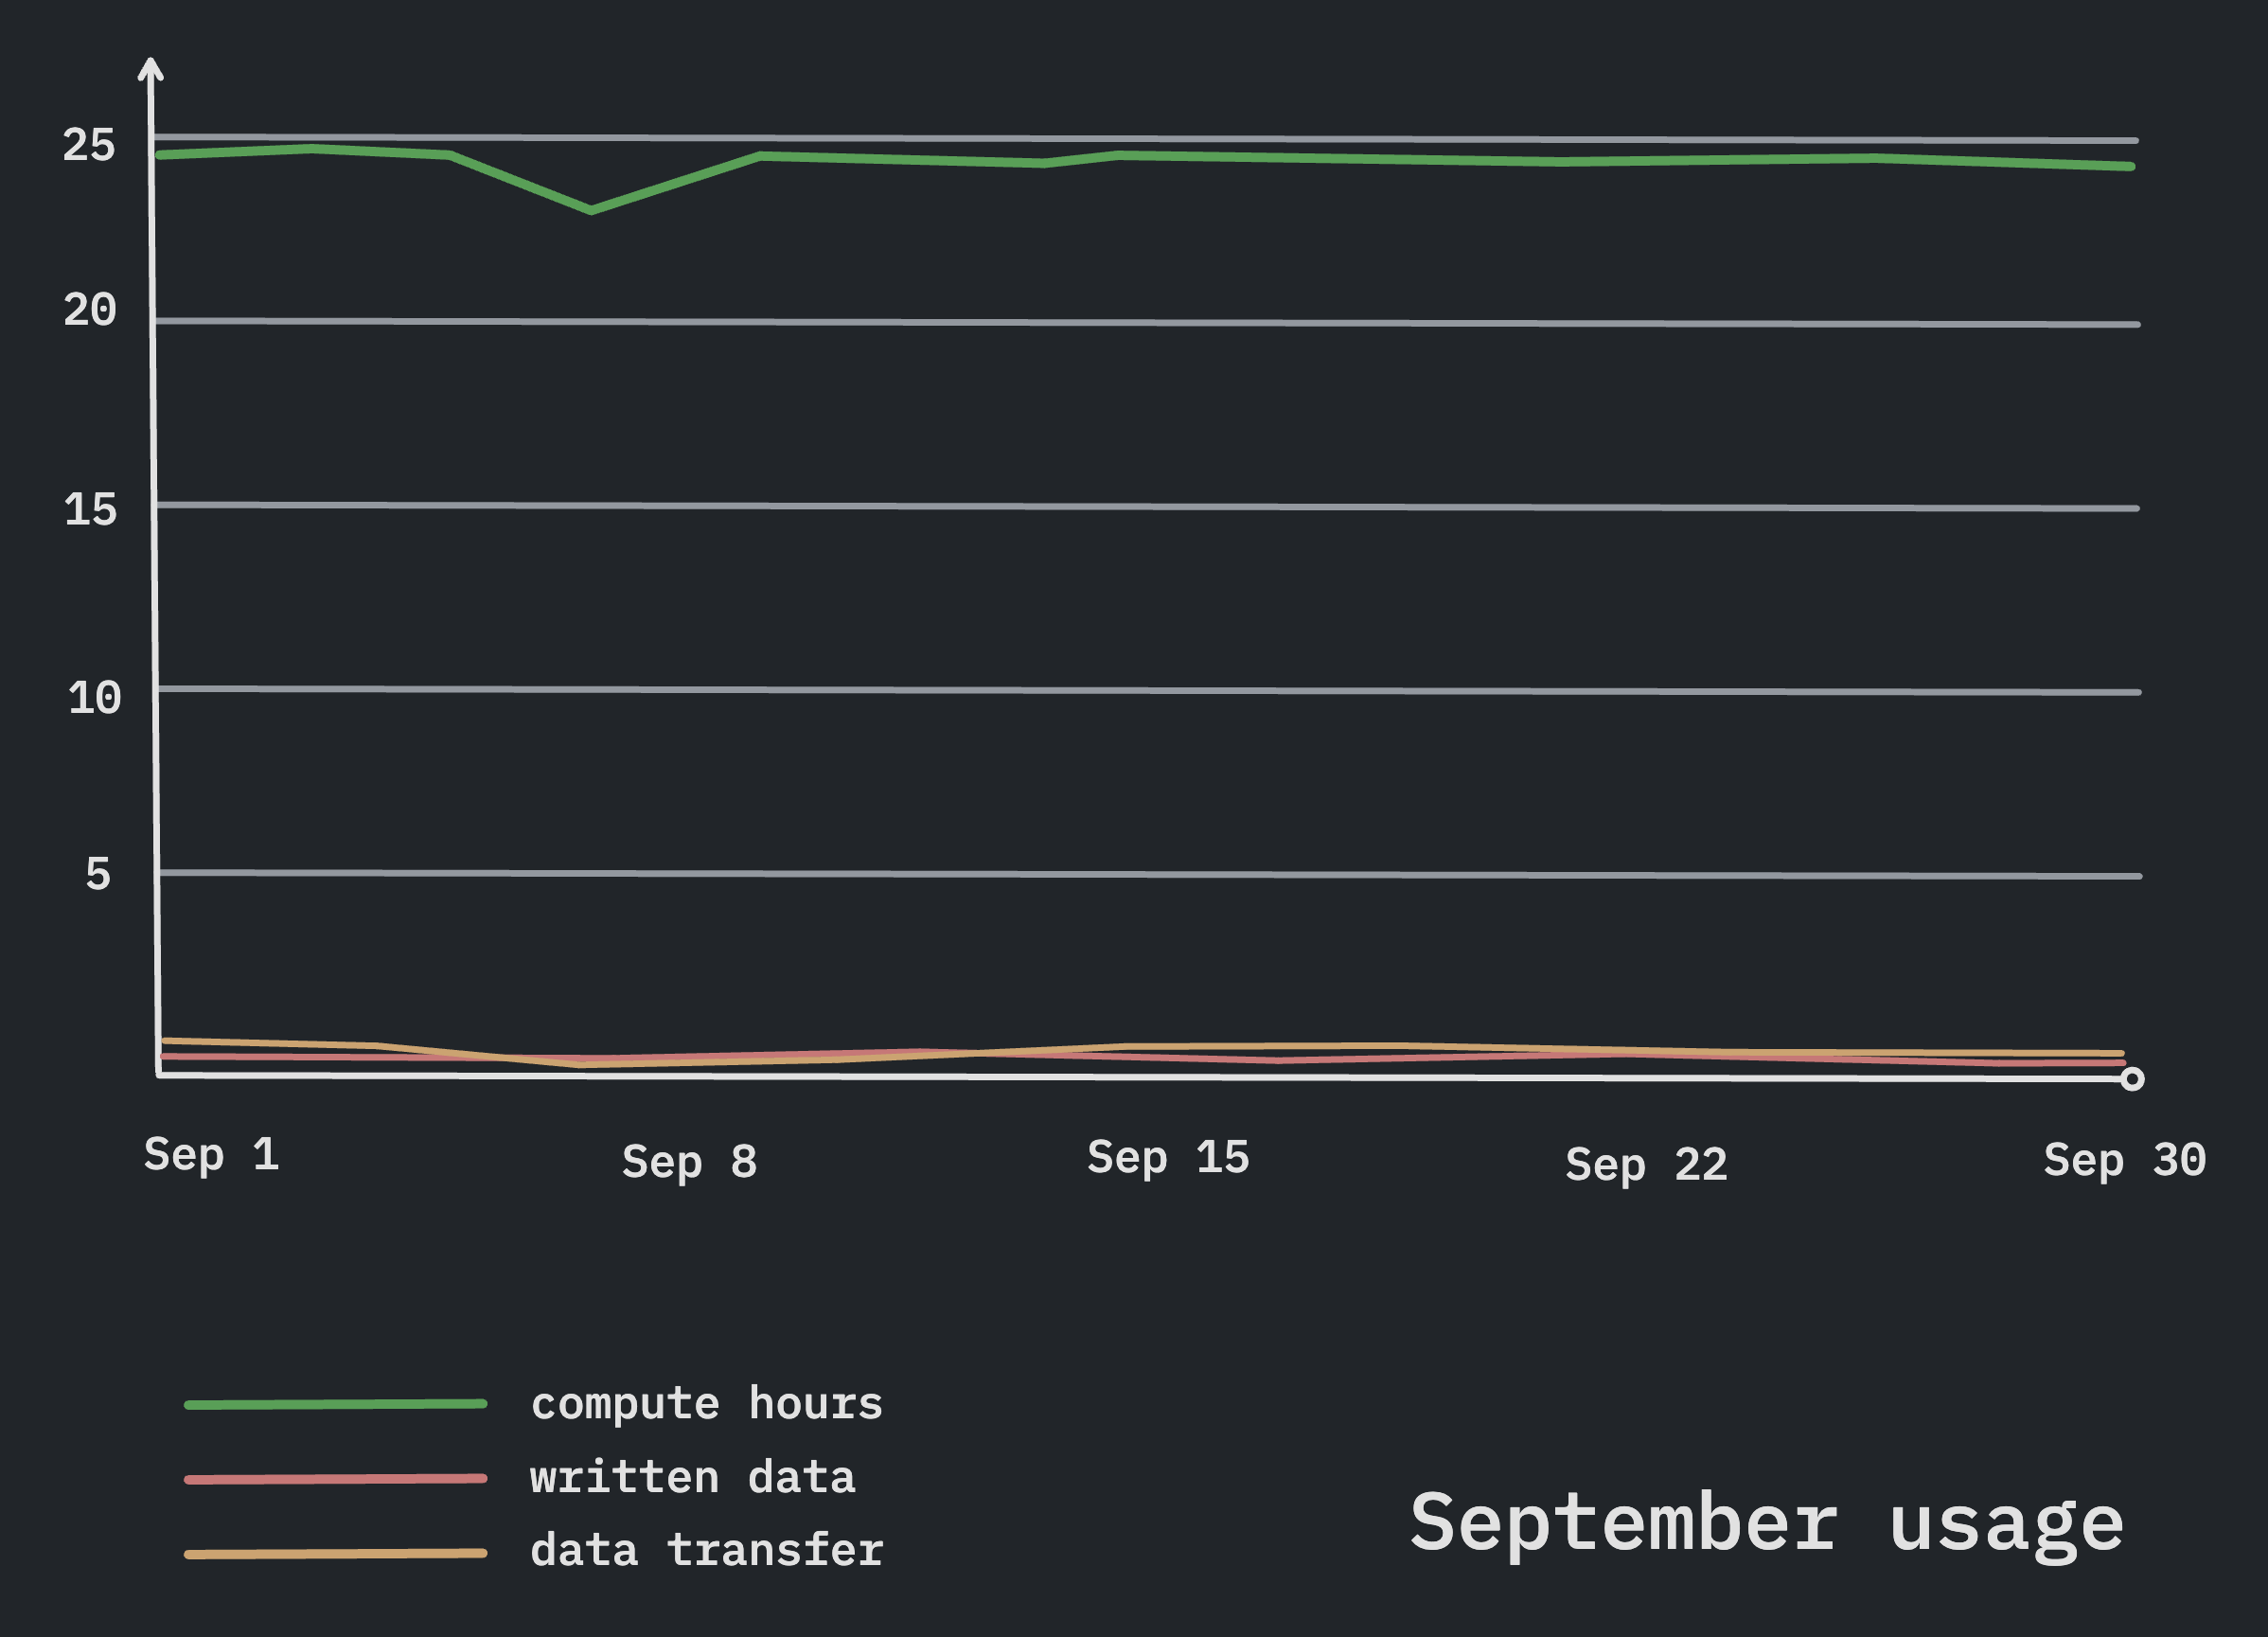 25
20
15
10
5
Sep 1
Sep 8
Sep 15
Sep 22
Sep 30
compute hours
written data
data transfer
September usage